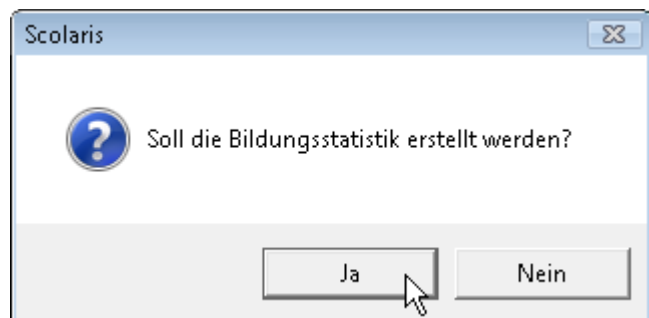 Scolaris
Soll die Bildungsstatistik erstellt werden?
Ja
Nein